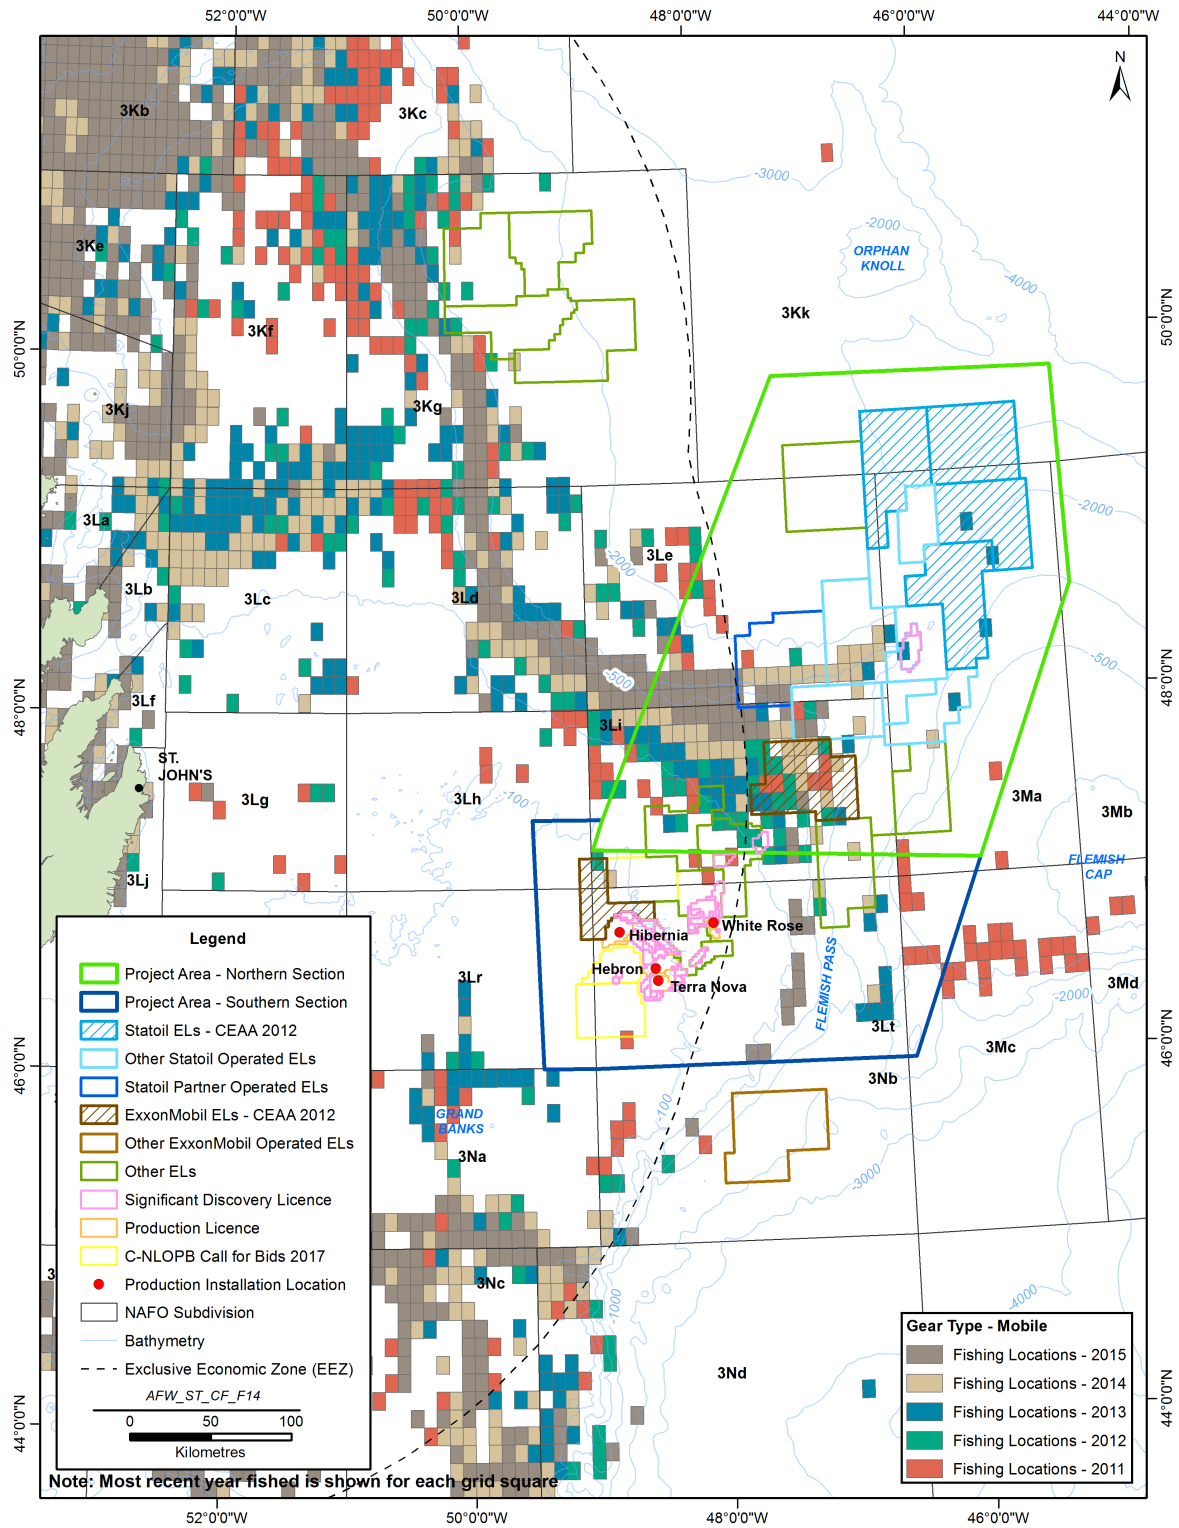 52°0'0"W
50°0'0"W
48°0'0"W
46°0'0"W
44°0'0"W
N
3Kb
3Kc
-3000
-2000
ORPHAN
KNOLL
3Ke
-4000
3Kk
3Kf
50°0'0"N
50°0'0"N
3Kj
3Kg
-2000
3La
3Le
-2000
3Lb
3Lc
3Ld
-500
-500
3Lf
48°0'0"N
48°0'0"N
3Li
ST.
JOHN'S
3Lg
3Lh
-100
3Ma
3Mb
FLEMISH
CAP
3Lj
White Rose
Hibernia
Hebron
Terra Nova
FLEMISH PASS
3Lr
3Lt
3Md
-2000
3Mc
46°0'0"N
46°0'0"N
3Nb
-100
GRAND
BANKS
3Na
-3000
3
3Nc
-1000
-4000
3Nd
44°0'0"N
44°0'0"N
Legend
Project Area - Northern Section
Project Area - Southern Section
Statoil ELs - CEAA 2012
Other Statoil Operated ELs
Statoil Partner Operated ELs
ExxonMobil ELs - CEAA 2012
Other ExxonMobil Operated ELs
Other ELs
Significant Discovery Licence
Production Licence
C-NLOPB Call for Bids 2017
Production Installation Location
NAFO Subdivision
Bathymetry
Exclusive Economic Zone (EEZ)
AFW_ST_CF_F14
0 50 100
Kilometres
Gear Type - Mobile
Fishing Locations - 2015
Fishing Locations - 2014
Fishing Locations - 2013
Fishing Locations - 2012
Fishing Locations - 2011
Note: Most recent year fished is shown for each grid square
52°0'0"W
50°0'0"W
48°0'0"W
46°0'0"W